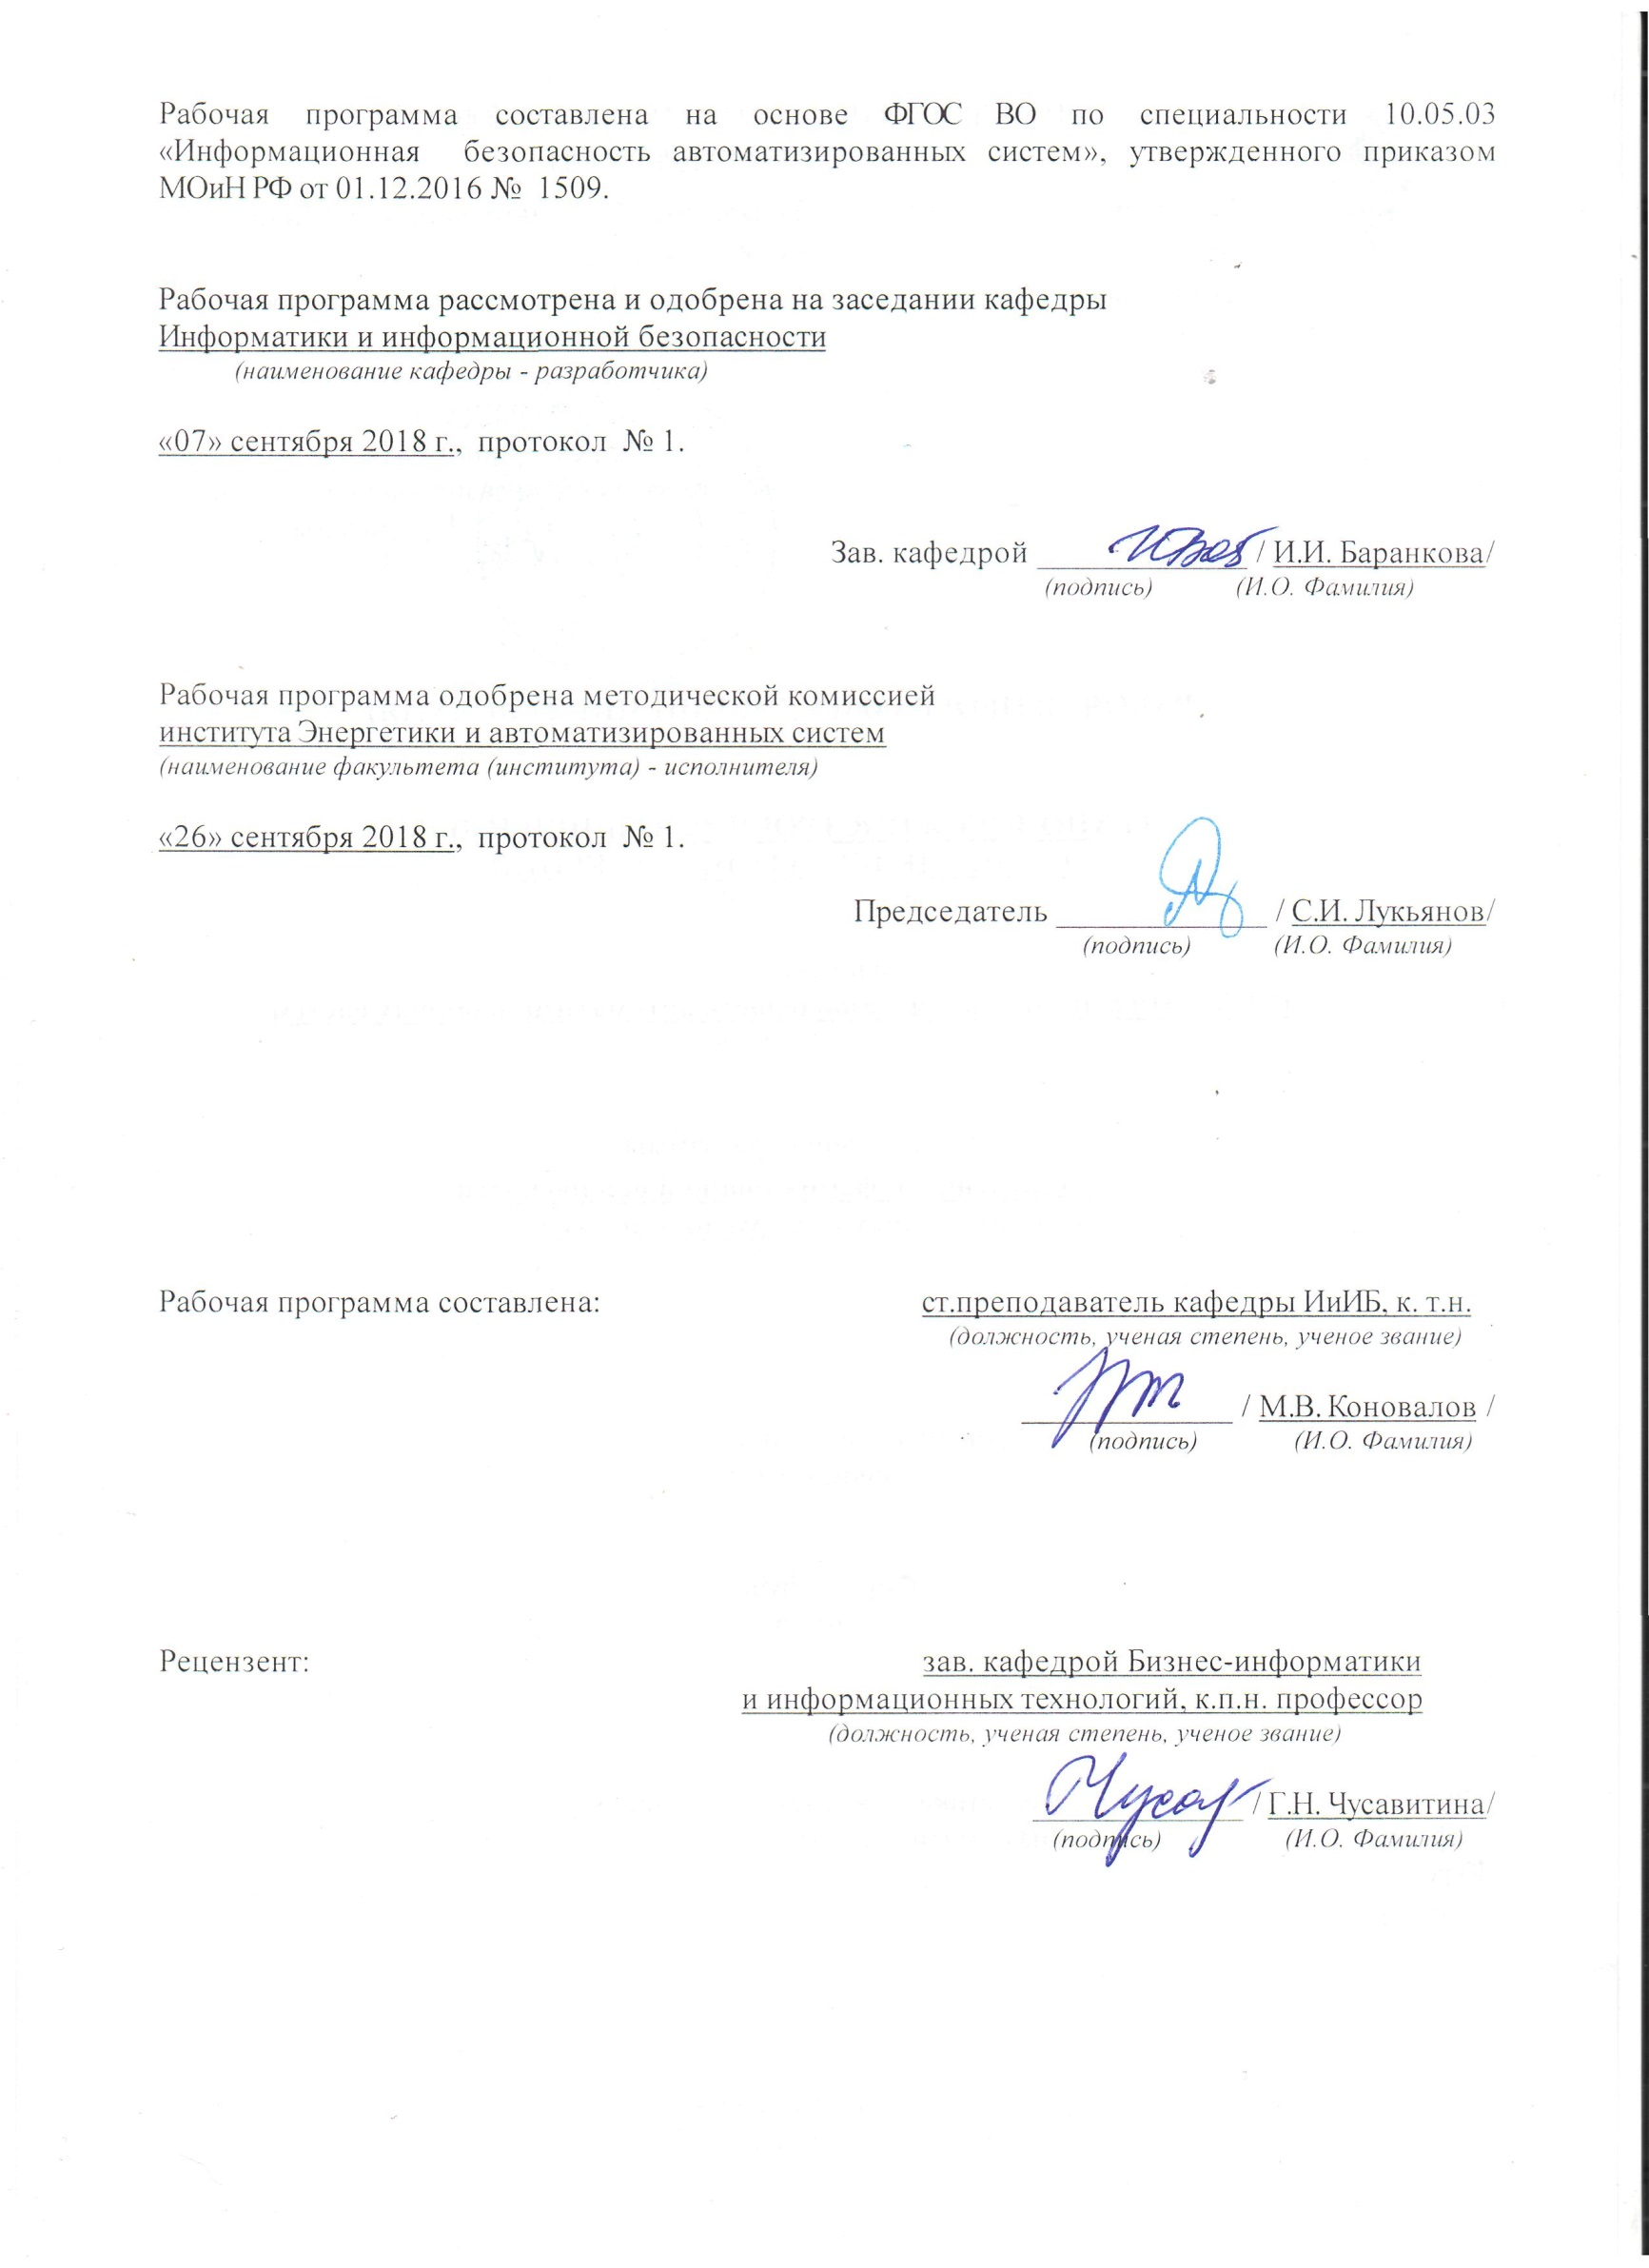 Рабочая программа составлена на основе ФГОС ВО по специальности 10.05.03
«Информационная безопасность автоматизированных систем», утвержденного приказом
МОиН РФ от 01.12.2016 № 1509.
Рабочая программа рассмотрена и одобрена на заседании кафедры
Информатики и информационной безопасности
(наименование кафедры - разработчика)
«07» сентября 2018 г., протокол № 1.
Зав. кафедрой / И.И. Баранкова/
(подпись) (И.О. Фамилия)
Рабочая программа одобрена методической комиссией
института Энергетики и автоматизированных систем
(наименование факультета (института) - исполнителя)
«26» сентября 2018 г., протокол № 1.
Председатель / С.И. Лукьянов/
(подпись) (И.О. Фамилия)
Рабочая программа составлена: ст.преподаватель кафедры ИиИБ, к. т.н.
(должность, ученая степень, ученое звание)
/ М.В. Коновалов /
(подпись) (И.О. Фамилия)
Рецензент: зав. кафедрой Бизнес-информатики
и информационных технологий, к.п.н. профессор
(должность, ученая степень, ученое звание)
/ Г.Н. Чусавитина/
(подпись) (И.О. Фамилия)